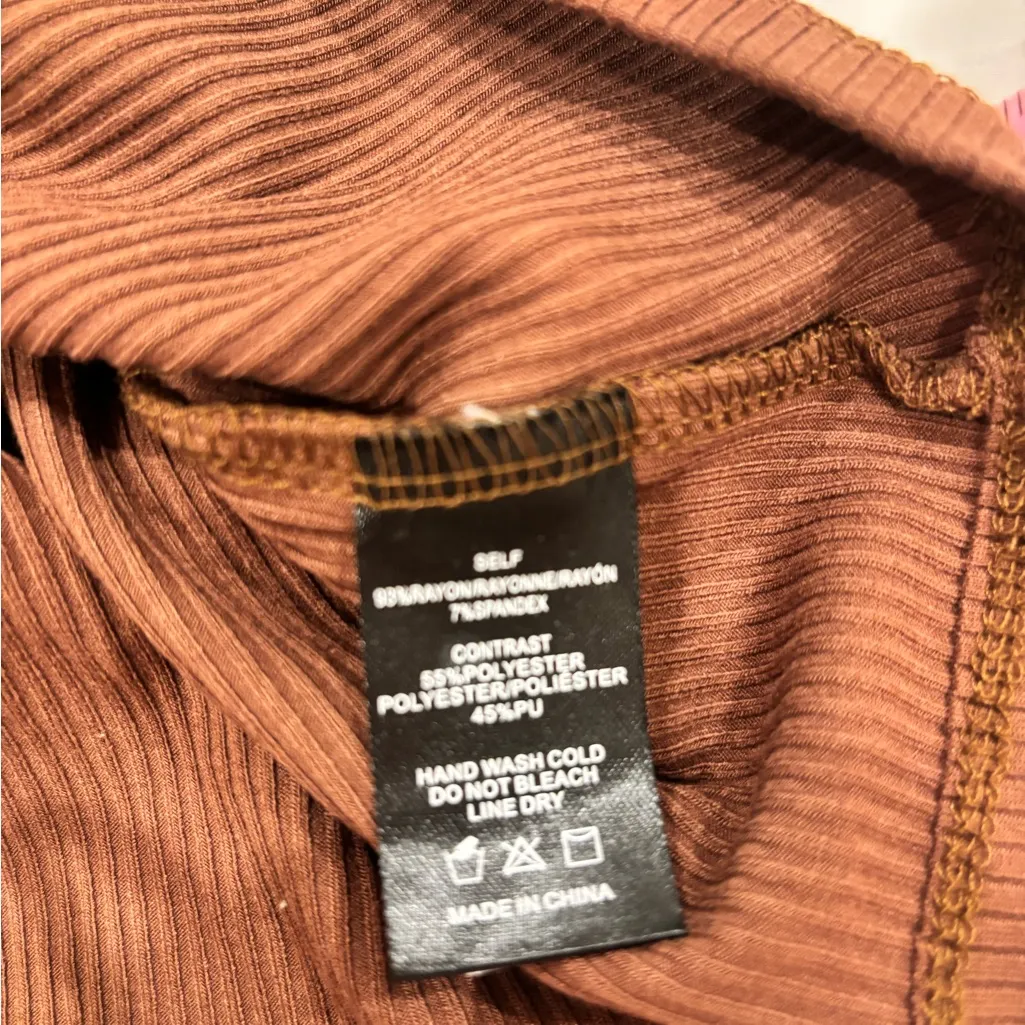 SELF
93%RAYON/RAYONNE/RAYÓN
7%SPANDEX
CONTRAST
55%POLYESTER
POLYESTER/POLIÉSTER
45%PU
HAND WASH COLD
DO NOT BLEACH
LINE DRY
MADE IN CHINA